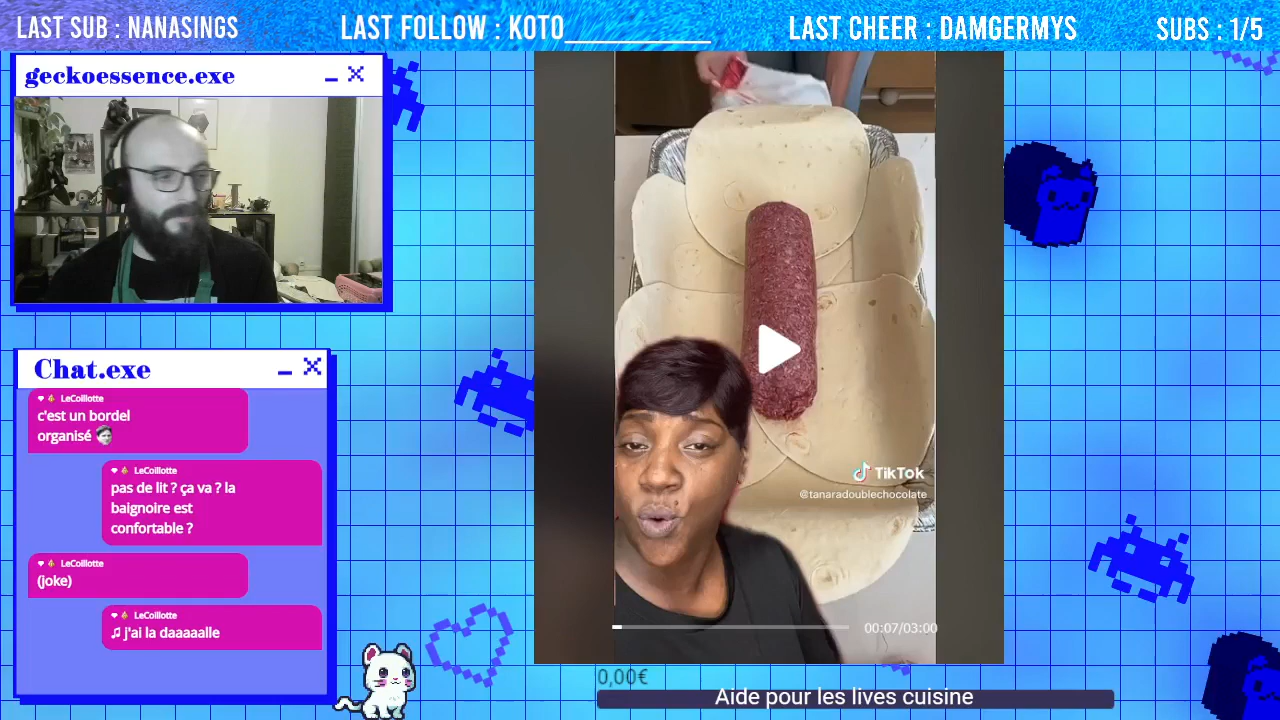 LAST SUB : NANASINGS
LAST FOLLOW : KOTO______________
LAST CHEER : DAMGERMYS
SUBS : 1/5
geckoessence.exe
Chat.exe
LeCoillotte
c'est un bordel
organisé
LeCoillotte
pas de lit ? ça va ? la
baignoire est
confortable ?
LeCoillotte
(joke)
LeCoillotte
♫ j'ai la daaaaalle
TikTok
@tanaradoublechocolate
00:07/03:00
0,00€
Aide pour les lives cuisine